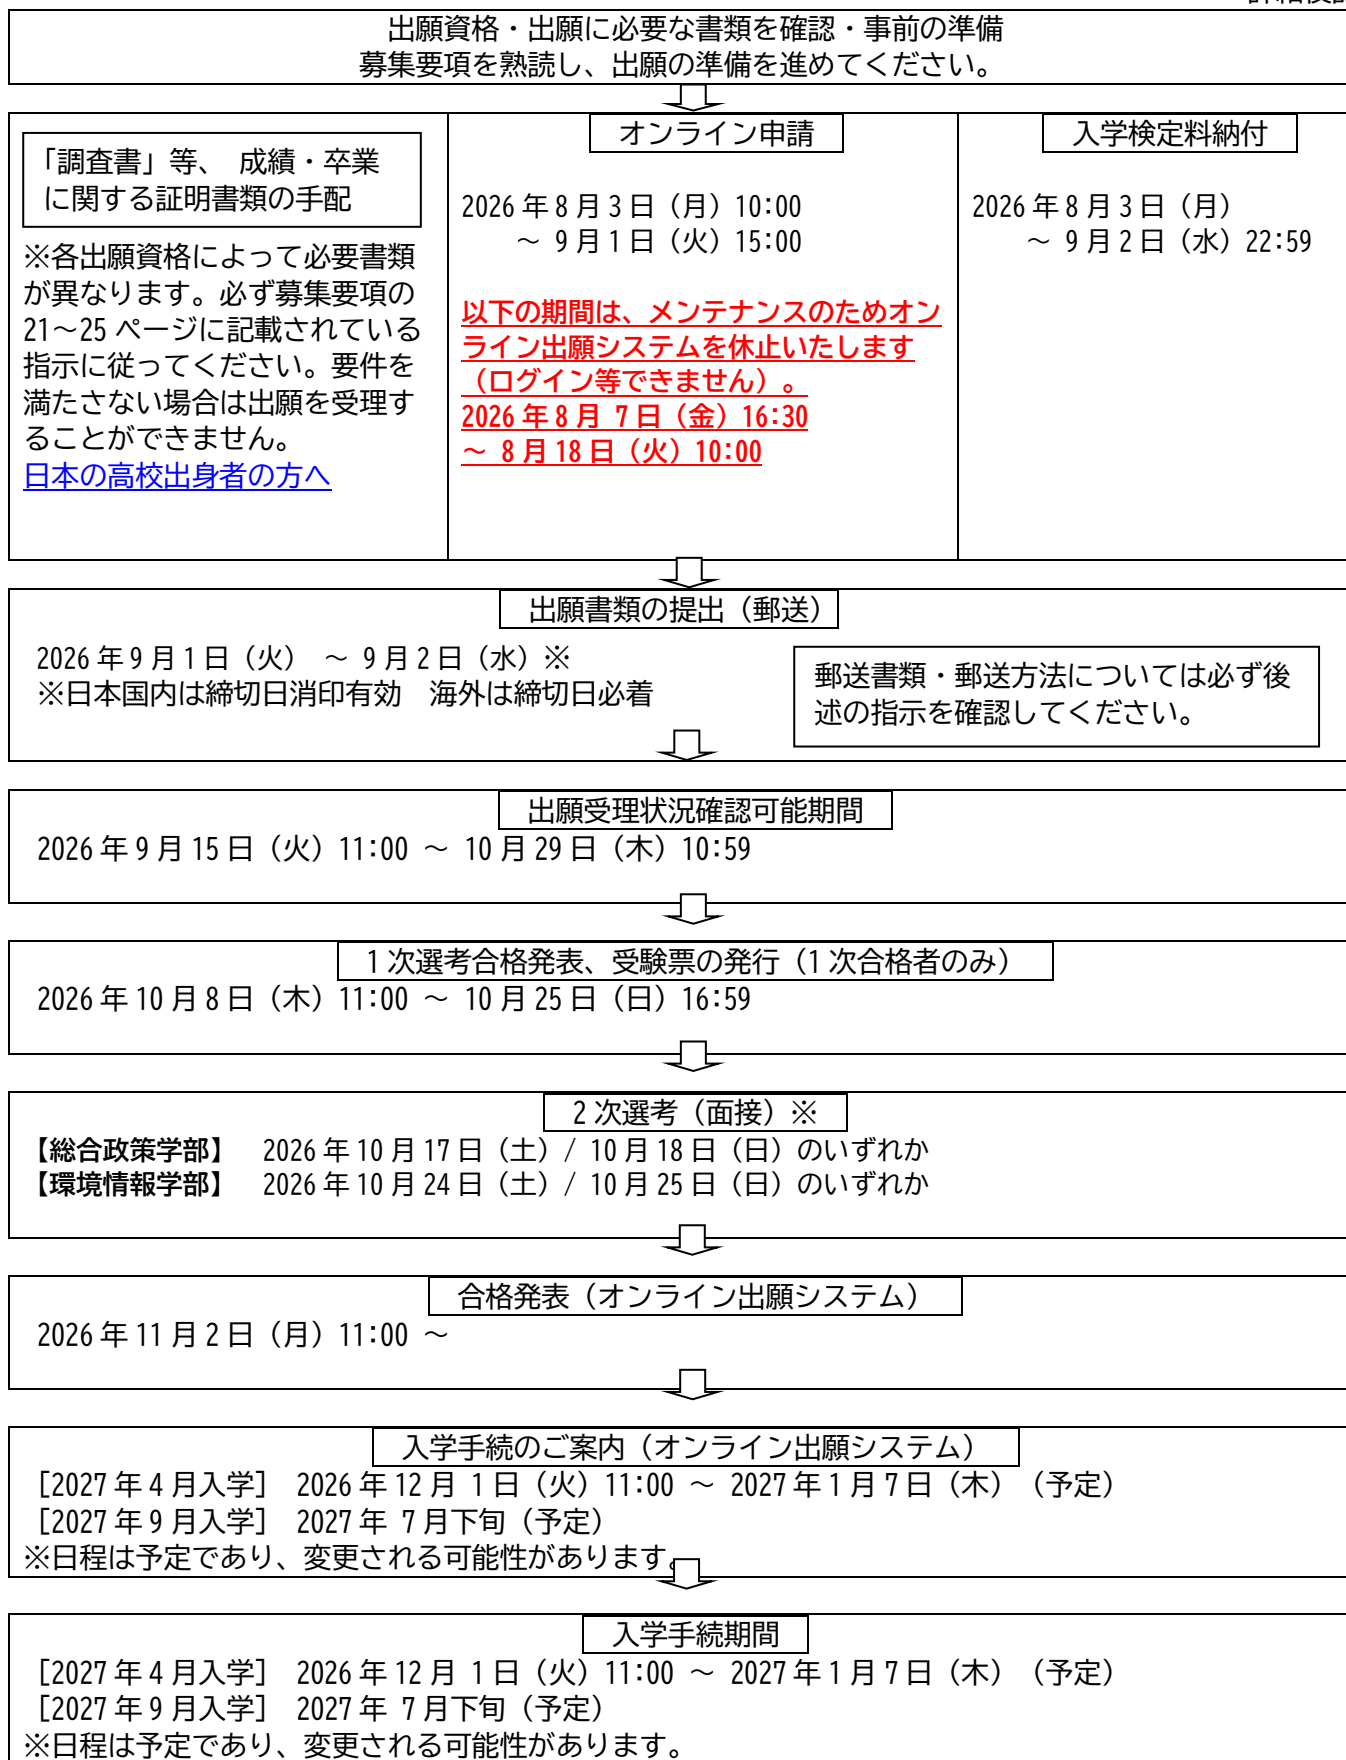 出願資格・出願に必要な書類を確認・事前の準備
募集要項を熟読し、出願の準備を進めてください。
「調査書」等、 成績・卒業
に関する証明書類の手配
※各出願資格によって必要書類
が異なります。必ず募集要項の
21～25 ページに記載されている
指示に従ってください。要件を
満たさない場合は出願を受理す
ることができません。
日本の高校出身者の方へ
オンライン申請
2026 年 8 月 3 日（月）10:00
～ 9 月 1 日（火）15:00
以下の期間は、メンテナンスのためオン
ライン出願システムを休止いたします
（ログイン等できません）。
2026 年 8 月 7 日（金）16:30
～ 8 月 18 日（火）10:00
入学検定料納付
2026 年 8 月 3 日（月）
～ 9 月 2 日（水）22:59
出願書類の提出（郵送）
2026 年 9 月 1 日（火） ～ 9 月 2 日（水）※
※日本国内は締切日消印有効　海外は締切日必着
郵送書類・郵送方法については必ず後
述の指示を確認してください。
出願受理状況確認可能期間
2026 年 9 月 15 日（火）11:00 ～ 10 月 29 日（木）10:59
1 次選考合格発表、受験票の発行（1 次合格者のみ）
2026 年 10 月 8 日（木）11:00 ～ 10 月 25 日（日）16:59
2 次選考（面接）※
【総合政策学部】　2026 年 10 月 17 日（土）/ 10 月 18 日（日）のいずれか
【環境情報学部】　2026 年 10 月 24 日（土）/ 10 月 25 日（日）のいずれか
合格発表（オンライン出願システム）
2026 年 11 月 2 日（月）11:00 ～
入学手続のご案内（オンライン出願システム）
［2027 年 4 月入学］ 2026 年 12 月 1 日（火）11:00 ～ 2027 年 1 月 7 日（木）（予定）
［2027 年 9 月入学］ 2027 年 7 月下旬（予定）
※日程は予定であり、変更される可能性があります。
入学手続期間
［2027 年 4 月入学］ 2026 年 12 月 1 日（火）11:00 ～ 2027 年 1 月 7 日（木）（予定）
［2027 年 9 月入学］ 2027 年 7 月下旬（予定）
※日程は予定であり、変更される可能性があります。